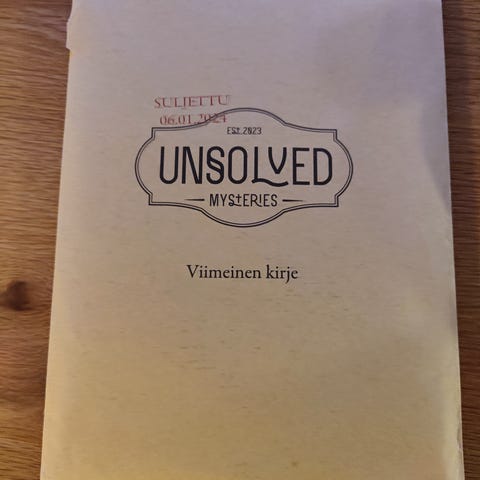 SULJETTU
06.01.2024
EST.2023
UNSOLVED
MYSTERIES
Viimeinen kirje